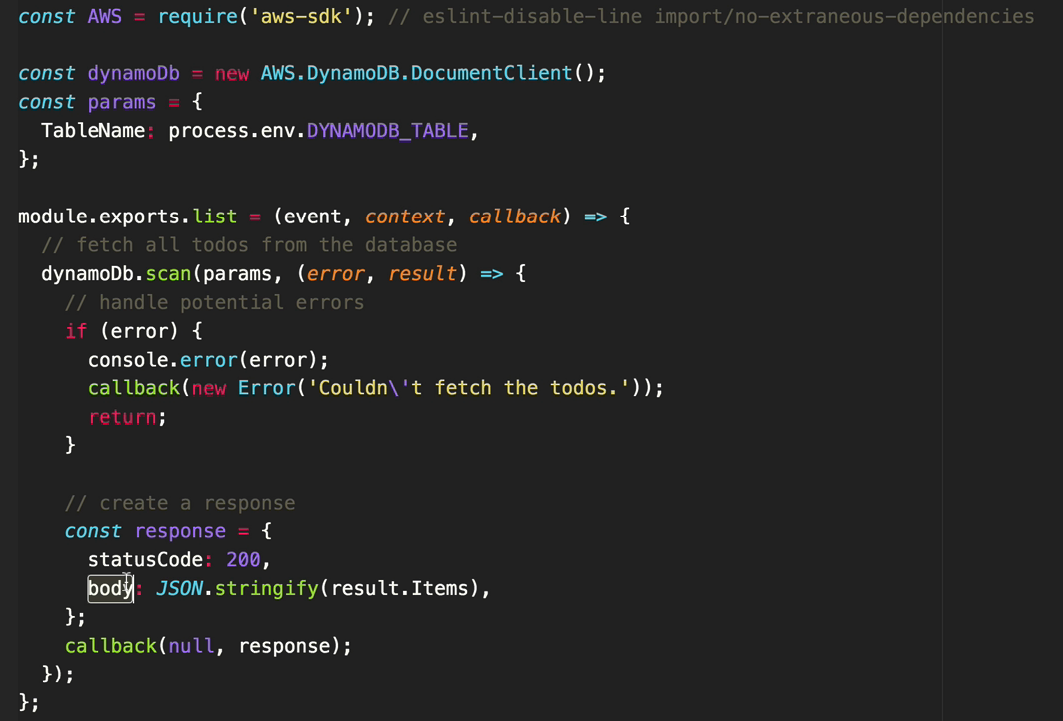 const AWS = require('aws-sdk'); // eslint-disable-line import/no-extraneous-dependencies
const dynamoDb = new AWS.DynamoDB.DocumentClient();
const params = {
  TableName: process.env.DYNAMODB_TABLE,
};
module.exports.list = (event, context, callback) => {
  // fetch all todos from the database
  dynamoDb.scan(params, (error, result) => {
    // handle potential errors
    if (error) {
      console.error(error);
      callback(new Error('Couldn\'t fetch the todos.'));
      return;
    }
    // create a response
    const response = {
      statusCode: 200,
      body: JSON.stringify(result.Items),
    };
    callback(null, response);
  });
};